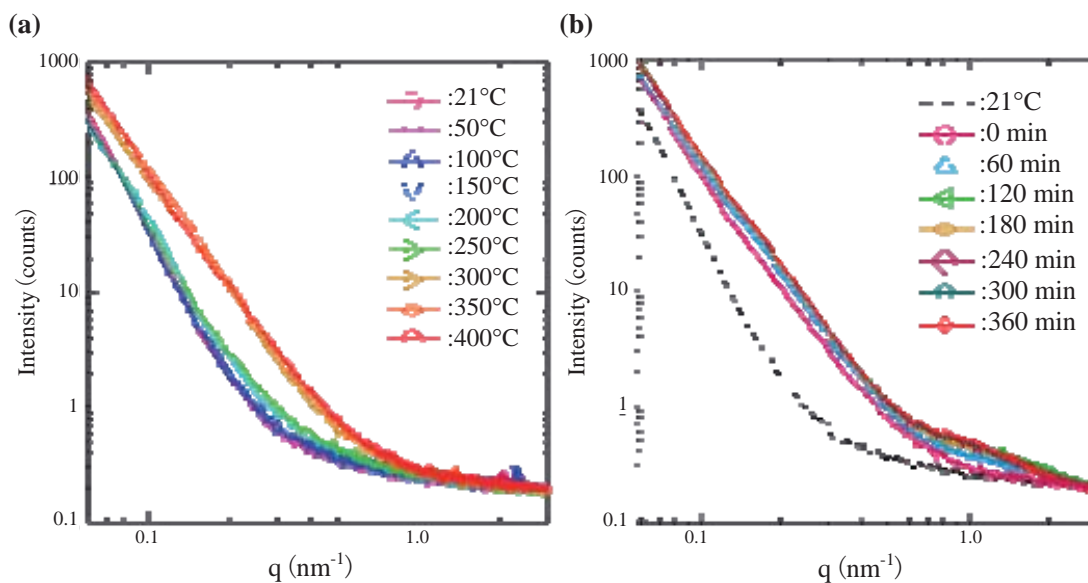 (a)
1000
100
10
1
0.1
Intensity (counts)
:21°C
:50°C
:100°C
:150°C
:200°C
:250°C
:300°C
:350°C
:400°C
0.1
1.0
q (nm⁻¹)
(b)
1000
100
10
1
0.1
Intensity (counts)
:21°C
:0 min
:60 min
:120 min
:180 min
:240 min
:300 min
:360 min
0.1
1.0
q (nm⁻¹)